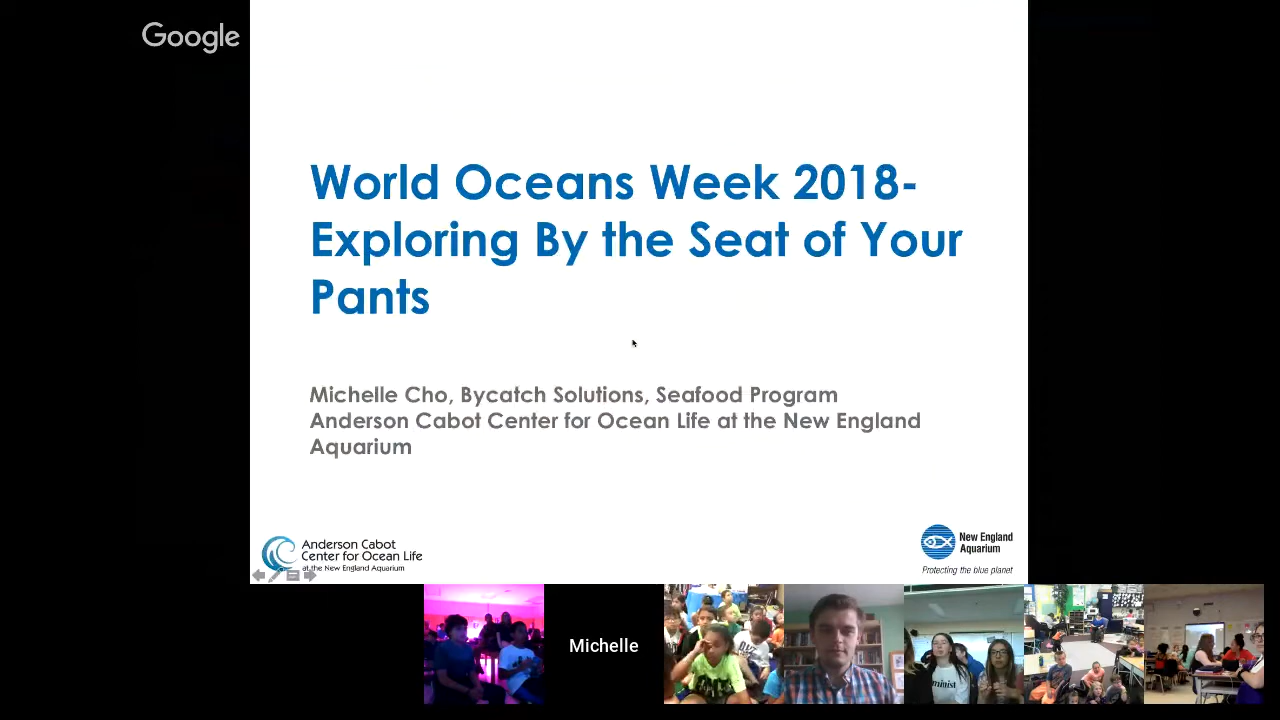 Google
World Oceans Week 2018-
Exploring By the Seat of Your
Pants
Michelle Cho, Bycatch Solutions, Seafood Program
Anderson Cabot Center for Ocean Life at the New England
Aquarium
Anderson Cabot
Center for Ocean Life
at the New England Aquarium
New England
Aquarium
Protecting the blue planet
Michelle
minist